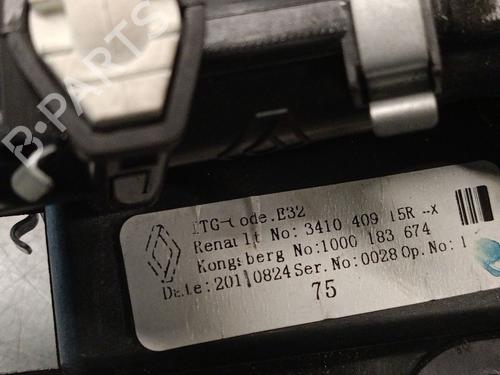 B-PARTS
ITG-Code.E32
Renault No: 3410 409 15R --X
Kongsberg No:1000 183 674
Date:20110824 Ser.No:0028 Op.No:1
75